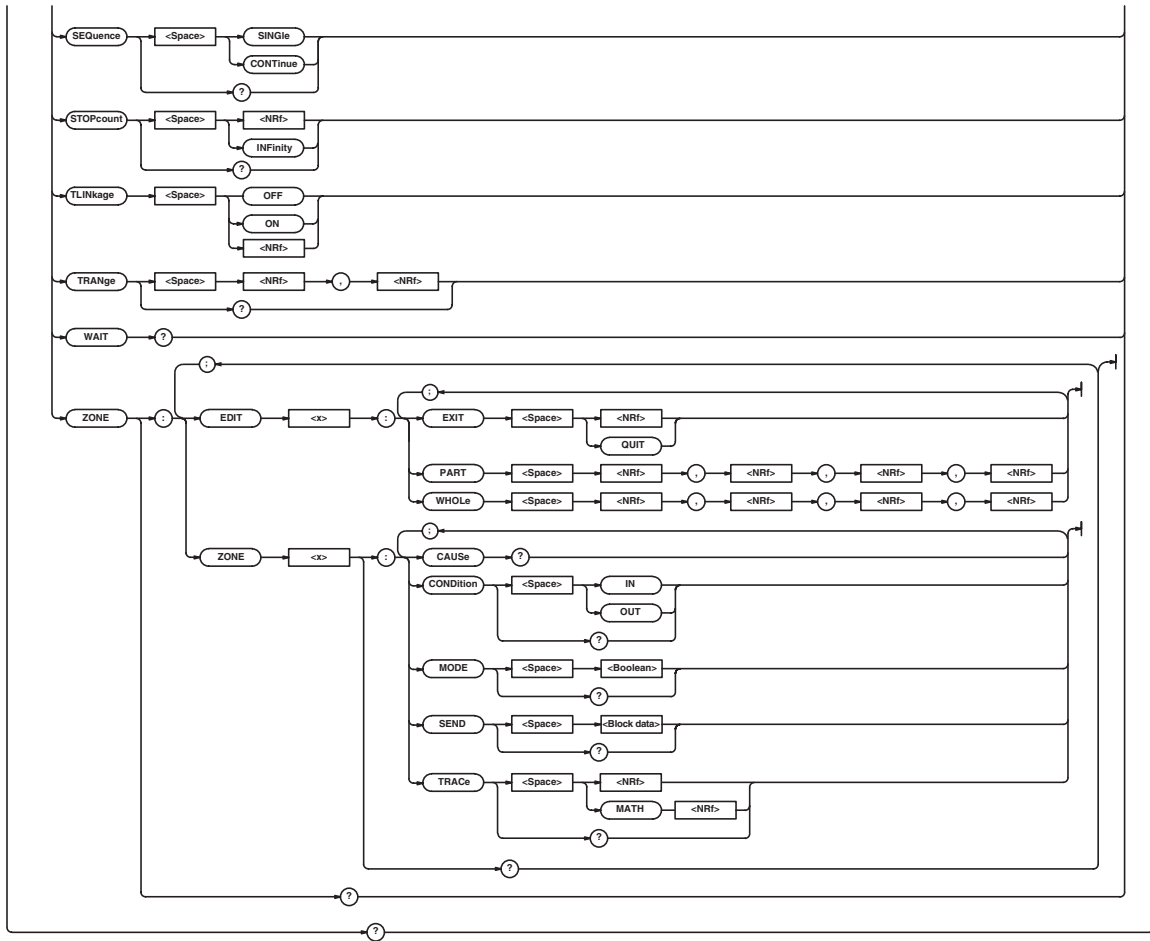 SEQuence <Space> SINGle
CONTinue
?
STOPcount <Space> <NRf>
INFinity
?
TLINkage <Space> OFF
ON
<NRf>
TRANge <Space> <NRf> , <NRf>
?
WAIT ?
;
;
ZONE : EDIT <x> : EXIT <Space> <NRf>
QUIT
PART <Space> <NRf> , <NRf> , <NRf> , <NRf>
WHOLe <Space> <NRf> , <NRf> , <NRf> , <NRf>
;
ZONE <x> : CAUSe ?
CONDition <Space> IN
OUT
?
MODE <Space> <Boolean>
?
SEND <Space> <Block data>
?
TRACe <Space> <NRf>
MATH <NRf>
?
?
?
?